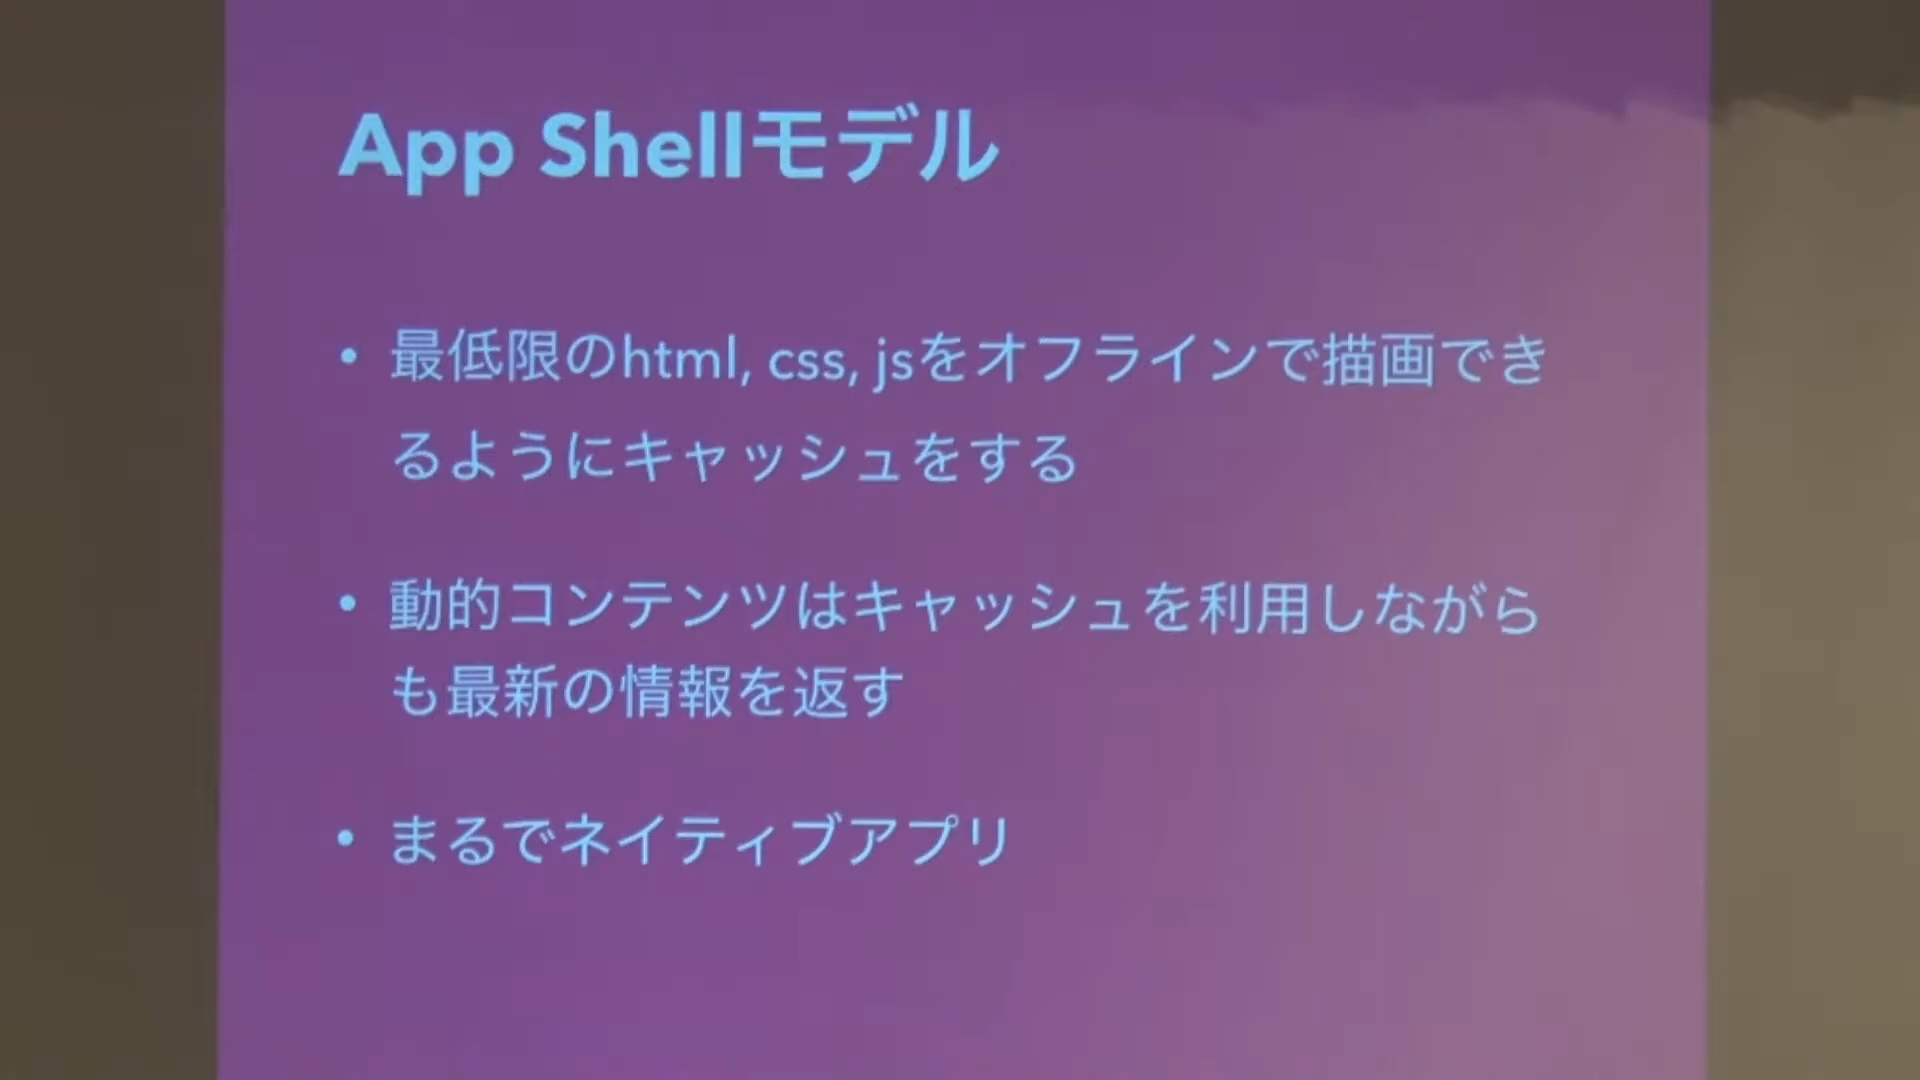 App Shellモデル
• 最低限のhtml, css, jsをオフラインで描画でき
るようにキャッシュをする
• 動的コンテンツはキャッシュを利用しながら
も最新の情報を返す
• まるでネイティブアプリ